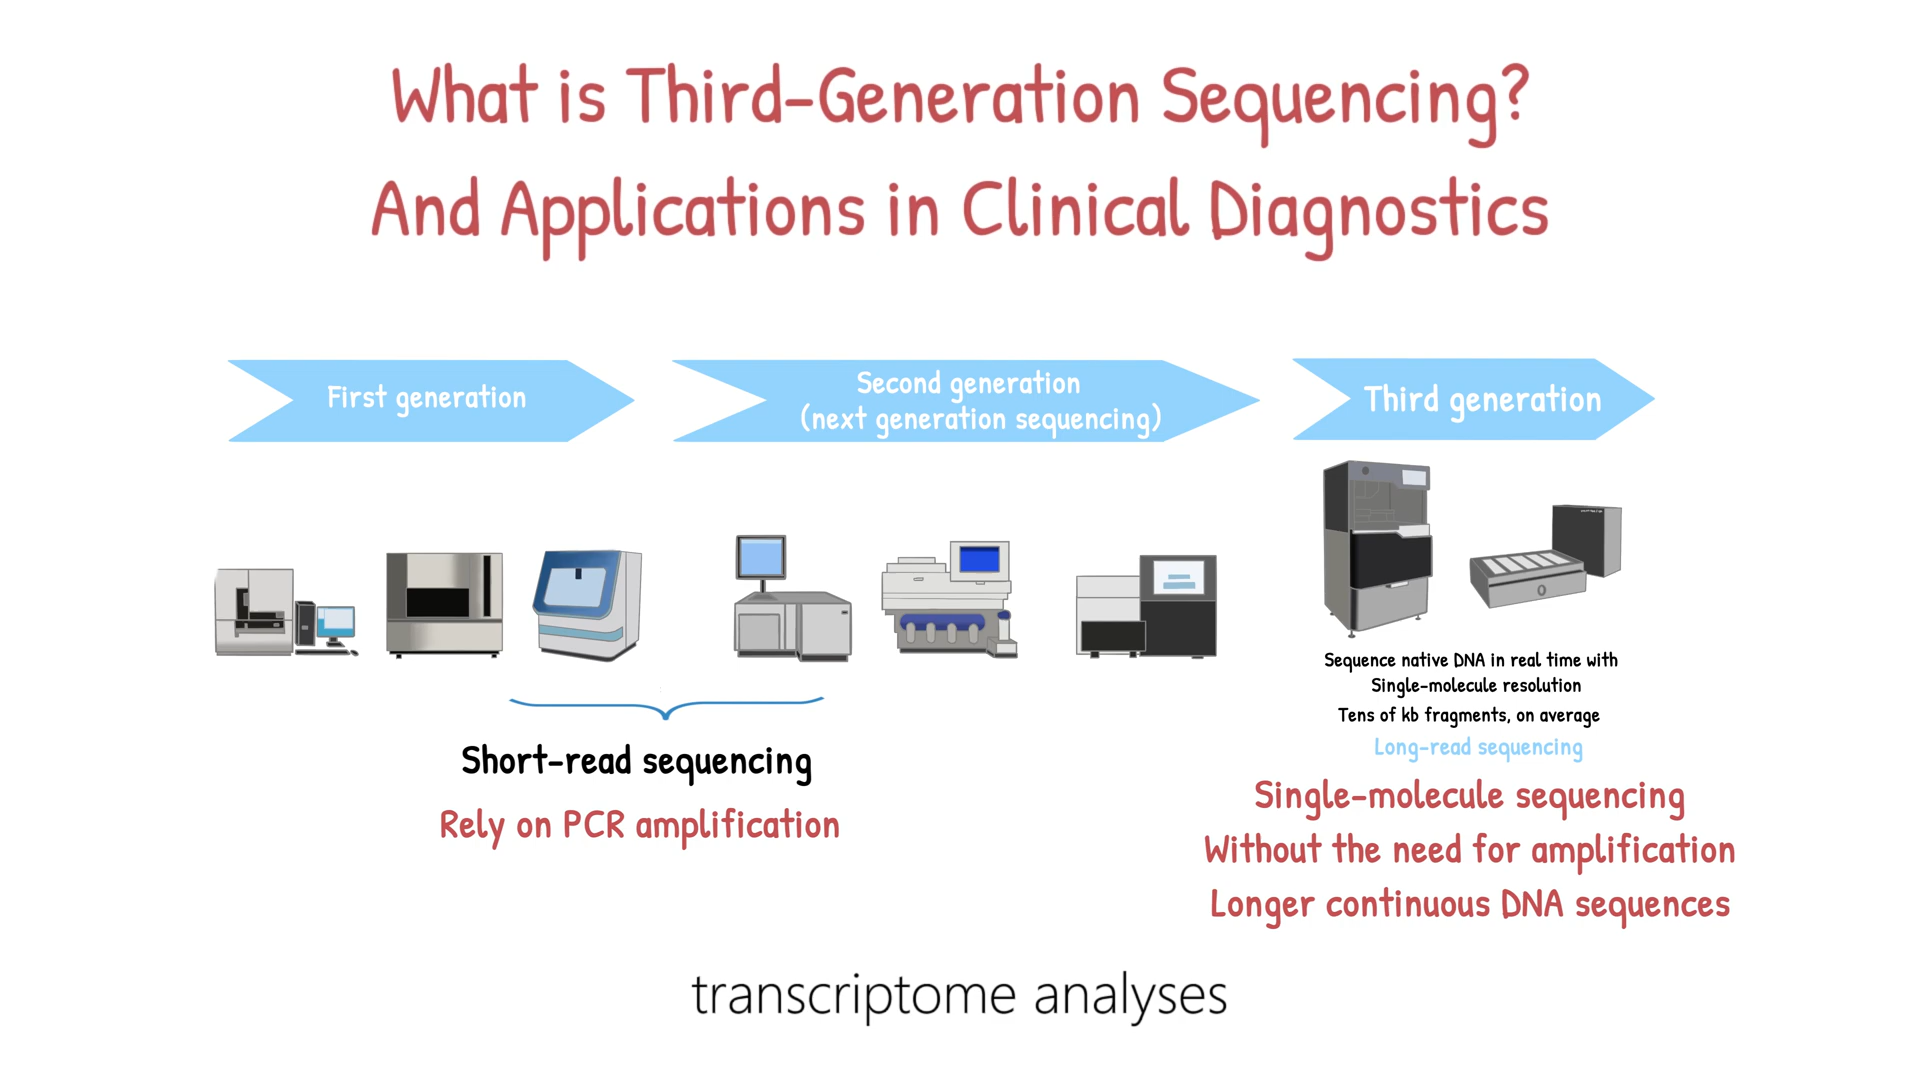 What is Third-Generation Sequencing?
And Applications in Clinical Diagnostics
First generation
Second generation
(next generation sequencing)
Third generation
Sequence native DNA in real time with
Single-molecule resolution
Tens of kb fragments, on average
Long-read sequencing
Short-read sequencing
Rely on PCR amplification
Single-molecule sequencing
Without the need for amplification
Longer continuous DNA sequences
transcriptome analyses